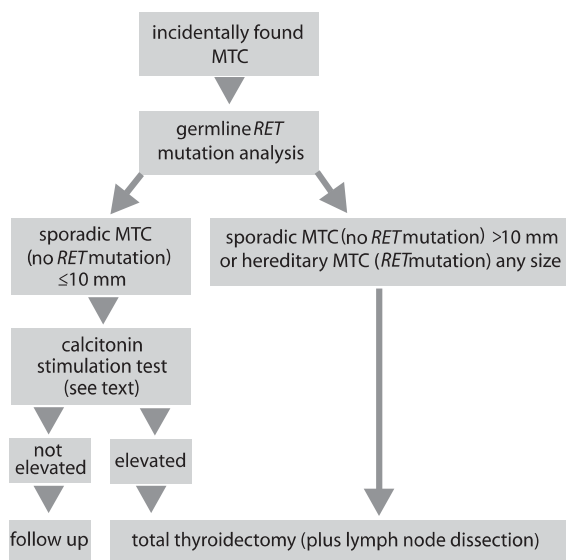 incidentally found
MTC
germline RET
mutation analysis
sporadic MTC
(no RET mutation)
≤10 mm
sporadic MTC (no RET mutation) >10 mm
or hereditary MTC (RET mutation) any size
calcitonin
stimulation test
(see text)
not
elevated
elevated
follow up
total thyroidectomy (plus lymph node dissection)